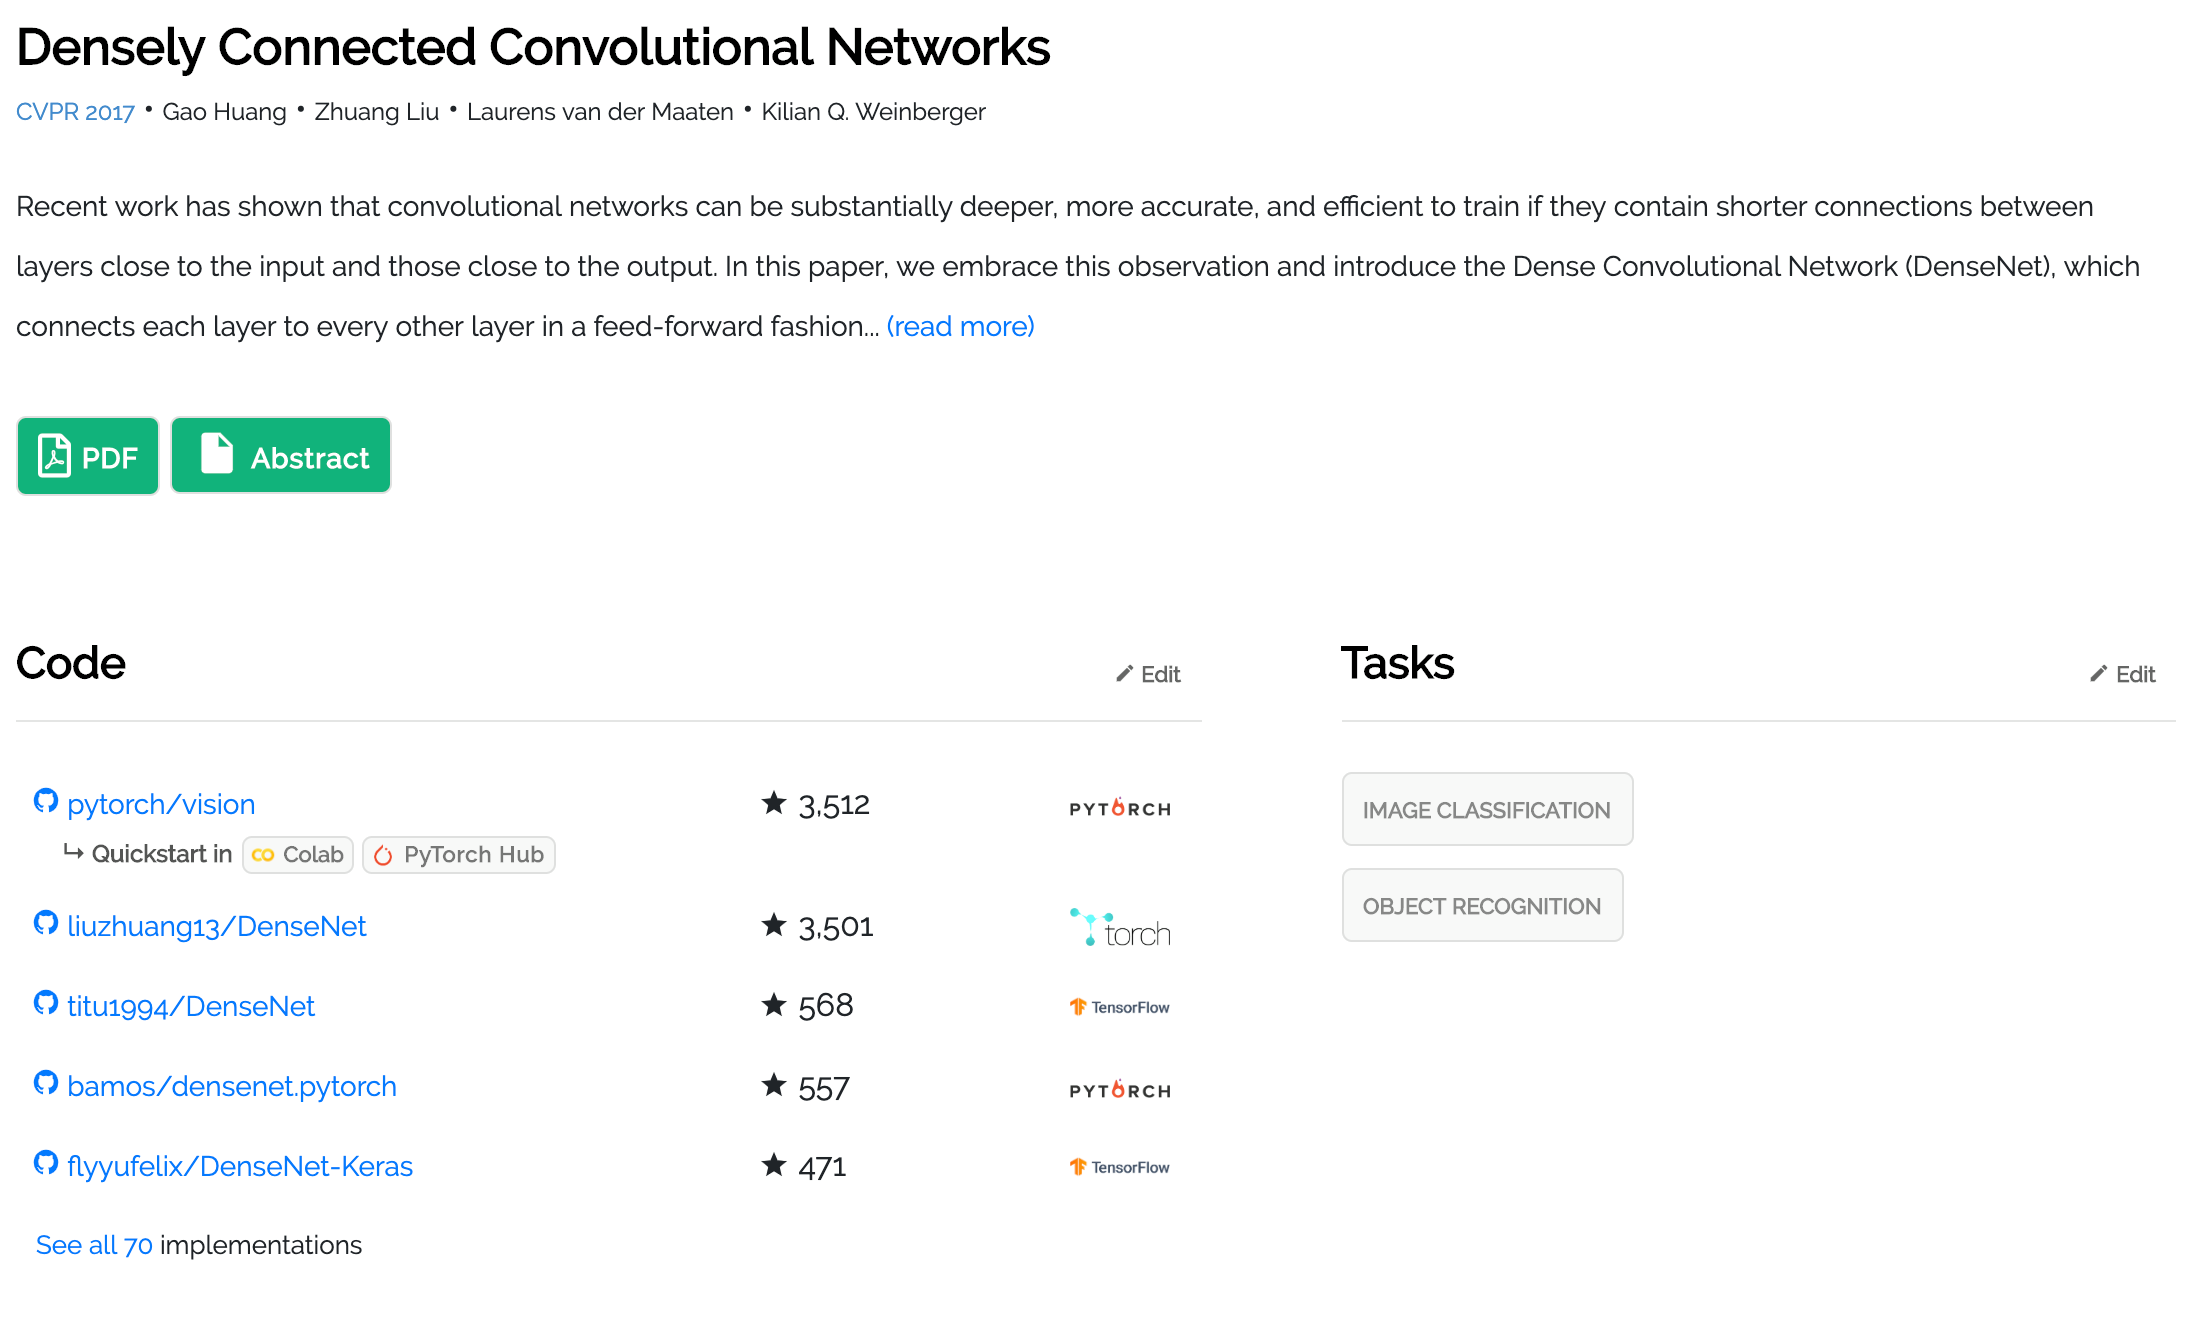 Densely Connected Convolutional Networks
CVPR 2017 • Gao Huang • Zhuang Liu • Laurens van der Maaten • Kilian Q. Weinberger
Recent work has shown that convolutional networks can be substantially deeper, more accurate, and efficient to train if they contain shorter connections between
layers close to the input and those close to the output. In this paper, we embrace this observation and introduce the Dense Convolutional Network (DenseNet), which
connects each layer to every other layer in a feed-forward fashion... (read more)
PDF Abstract
Code Edit
pytorch/vision 3,512 PYTORCH
Quickstart in Colab PyTorch Hub
liuzhuang13/DenseNet 3,501 torch
titu1994/DenseNet 568 TensorFlow
bamos/densenet.pytorch 557 PYTORCH
flyyufelix/DenseNet-Keras 471 TensorFlow
See all 70 implementations
Tasks Edit
IMAGE CLASSIFICATION
OBJECT RECOGNITION